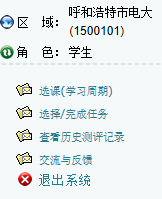 区 域: 呼和浩特市电大
(1500101)
角 色: 学生
选课(学习周期)
选择/完成任务
查看历史测评记录
交流与反馈
退出系统